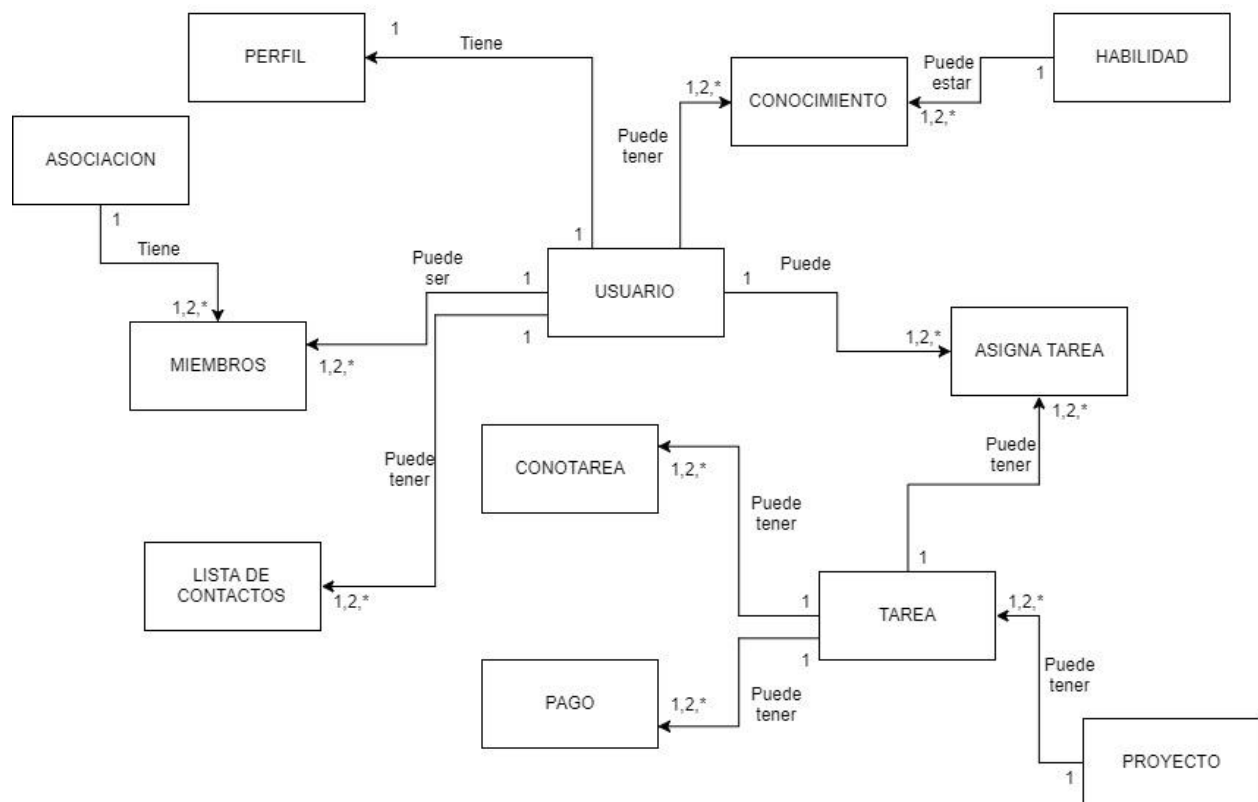 1
Tiene
PERFIL
Puede
estar
1
HABILIDAD
1,2,*
CONOCIMIENTO
1,2,*
Puede
tener
ASOCIACION
1
Tiene
1
Puede
ser
1
USUARIO
1
Puede
1,2,*
1
1,2,*
ASIGNA TAREA
MIEMBROS
1,2,*
1,2,*
Puede
tener
Puede
tener
CONOTAREA
1,2,*
Puede
tener
1
LISTA DE
CONTACTOS
1,2,*
1
TAREA
1,2,*
1
Puede
tener
PAGO
1,2,*
Puede
tener
1
PROYECTO